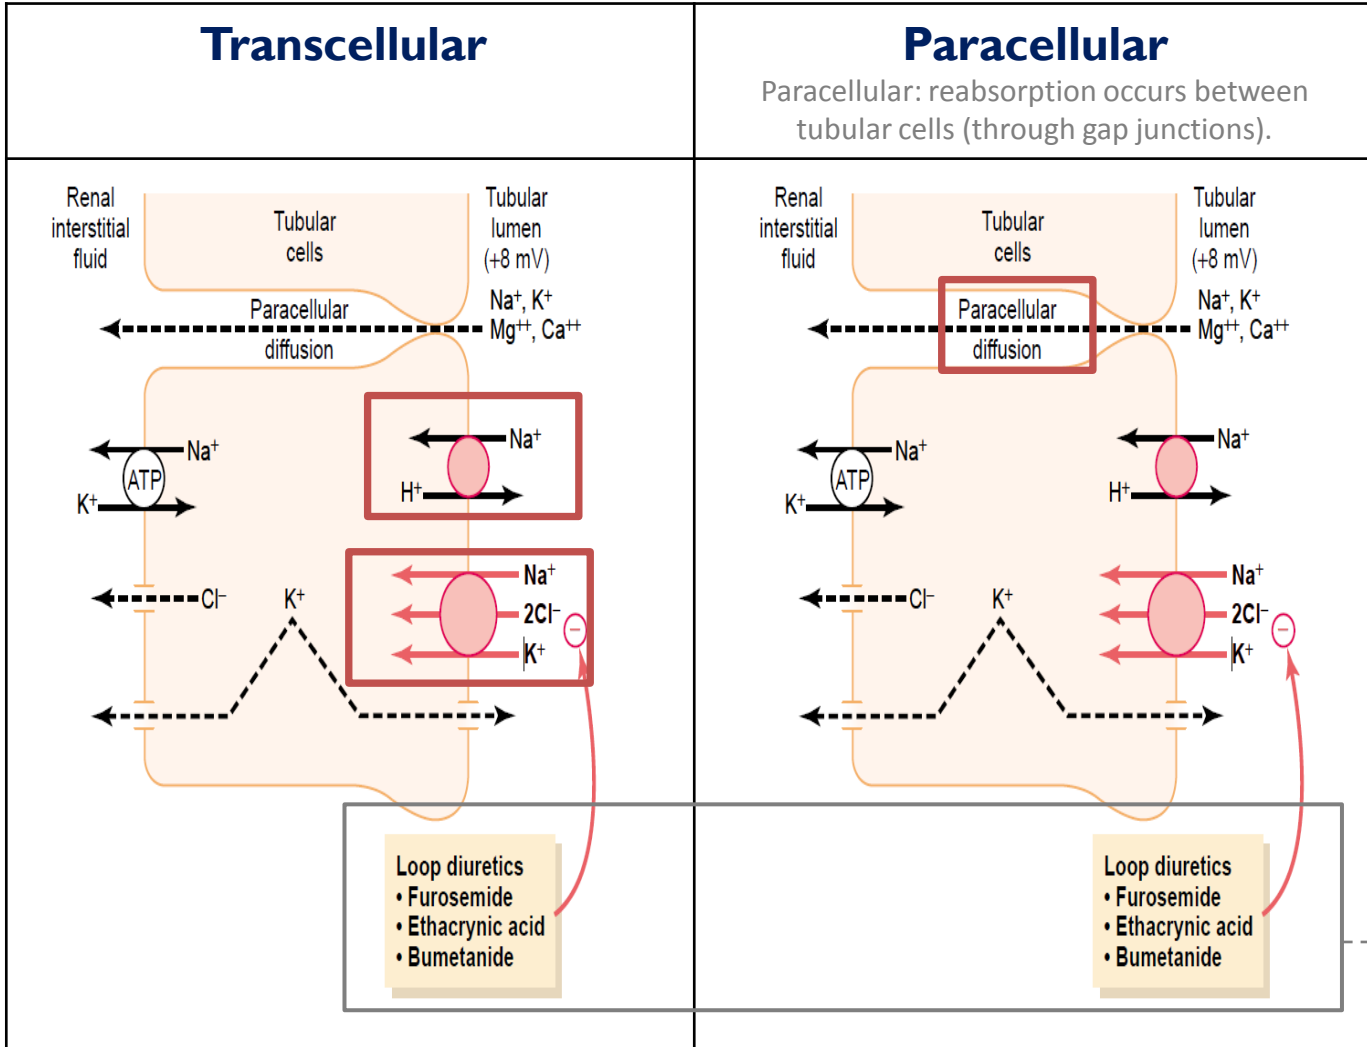 Transcellular
Paracellular
Paracellular: reabsorption occurs between
tubular cells (through gap junctions).
Renal
interstitial
fluid
Tubular
cells
Tubular
lumen
(+8 mV)
Paracellular
diffusion
Na⁺, K⁺
Mg⁺⁺, Ca⁺⁺
Na⁺
ATP
K⁺
Na⁺
H⁺
Cl⁻
K⁺
Na⁺
2Cl⁻
K⁺
−
Loop diuretics
• Furosemide
• Ethacrynic acid
• Bumetanide
Renal
interstitial
fluid
Tubular
cells
Tubular
lumen
(+8 mV)
Paracellular
diffusion
Na⁺, K⁺
Mg⁺⁺, Ca⁺⁺
Na⁺
ATP
K⁺
Na⁺
H⁺
Cl⁻
K⁺
Na⁺
2Cl⁻
K⁺
−
Loop diuretics
• Furosemide
• Ethacrynic acid
• Bumetanide